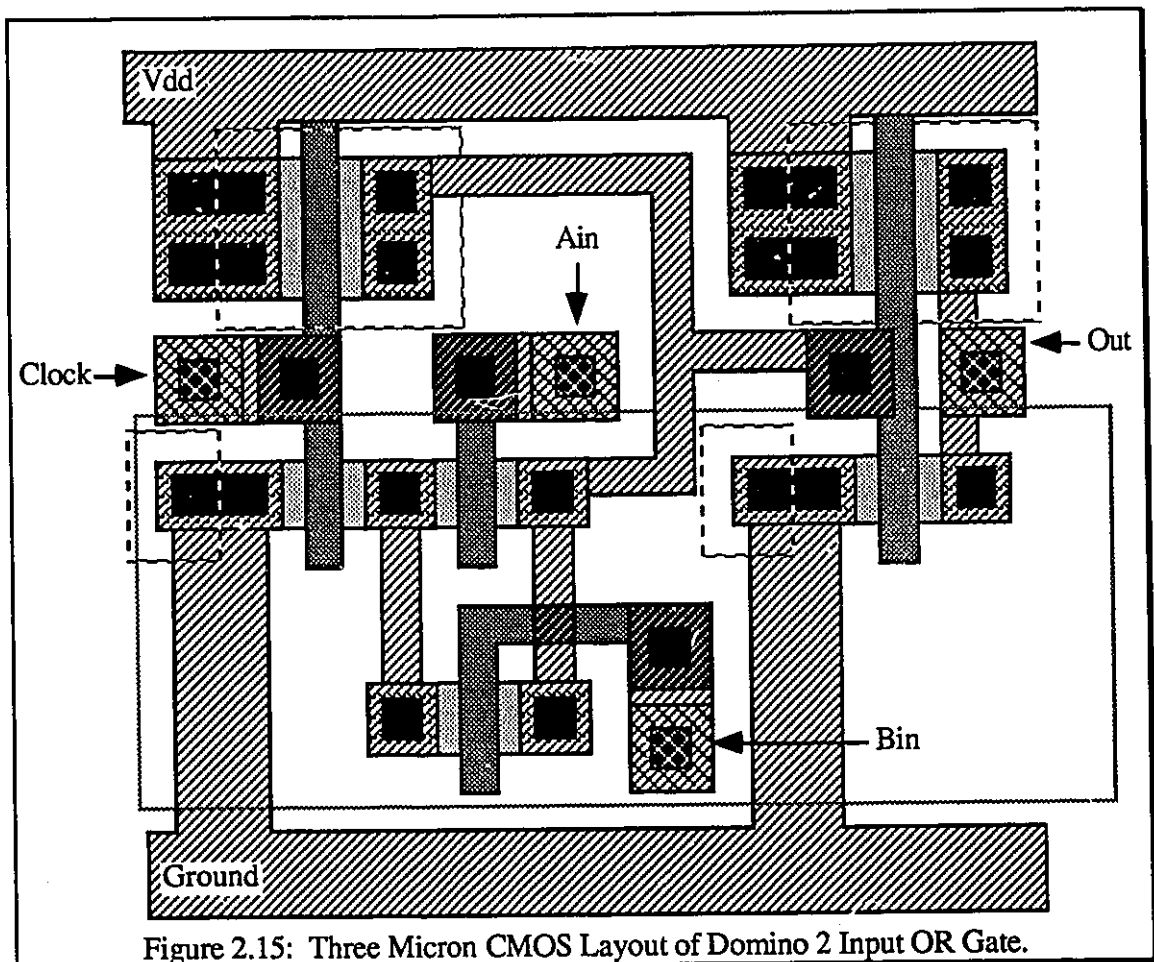 Vdd
Ain
Clock
Out
Bin
Ground
Figure 2.15: Three Micron CMOS Layout of Domino 2 Input OR Gate.